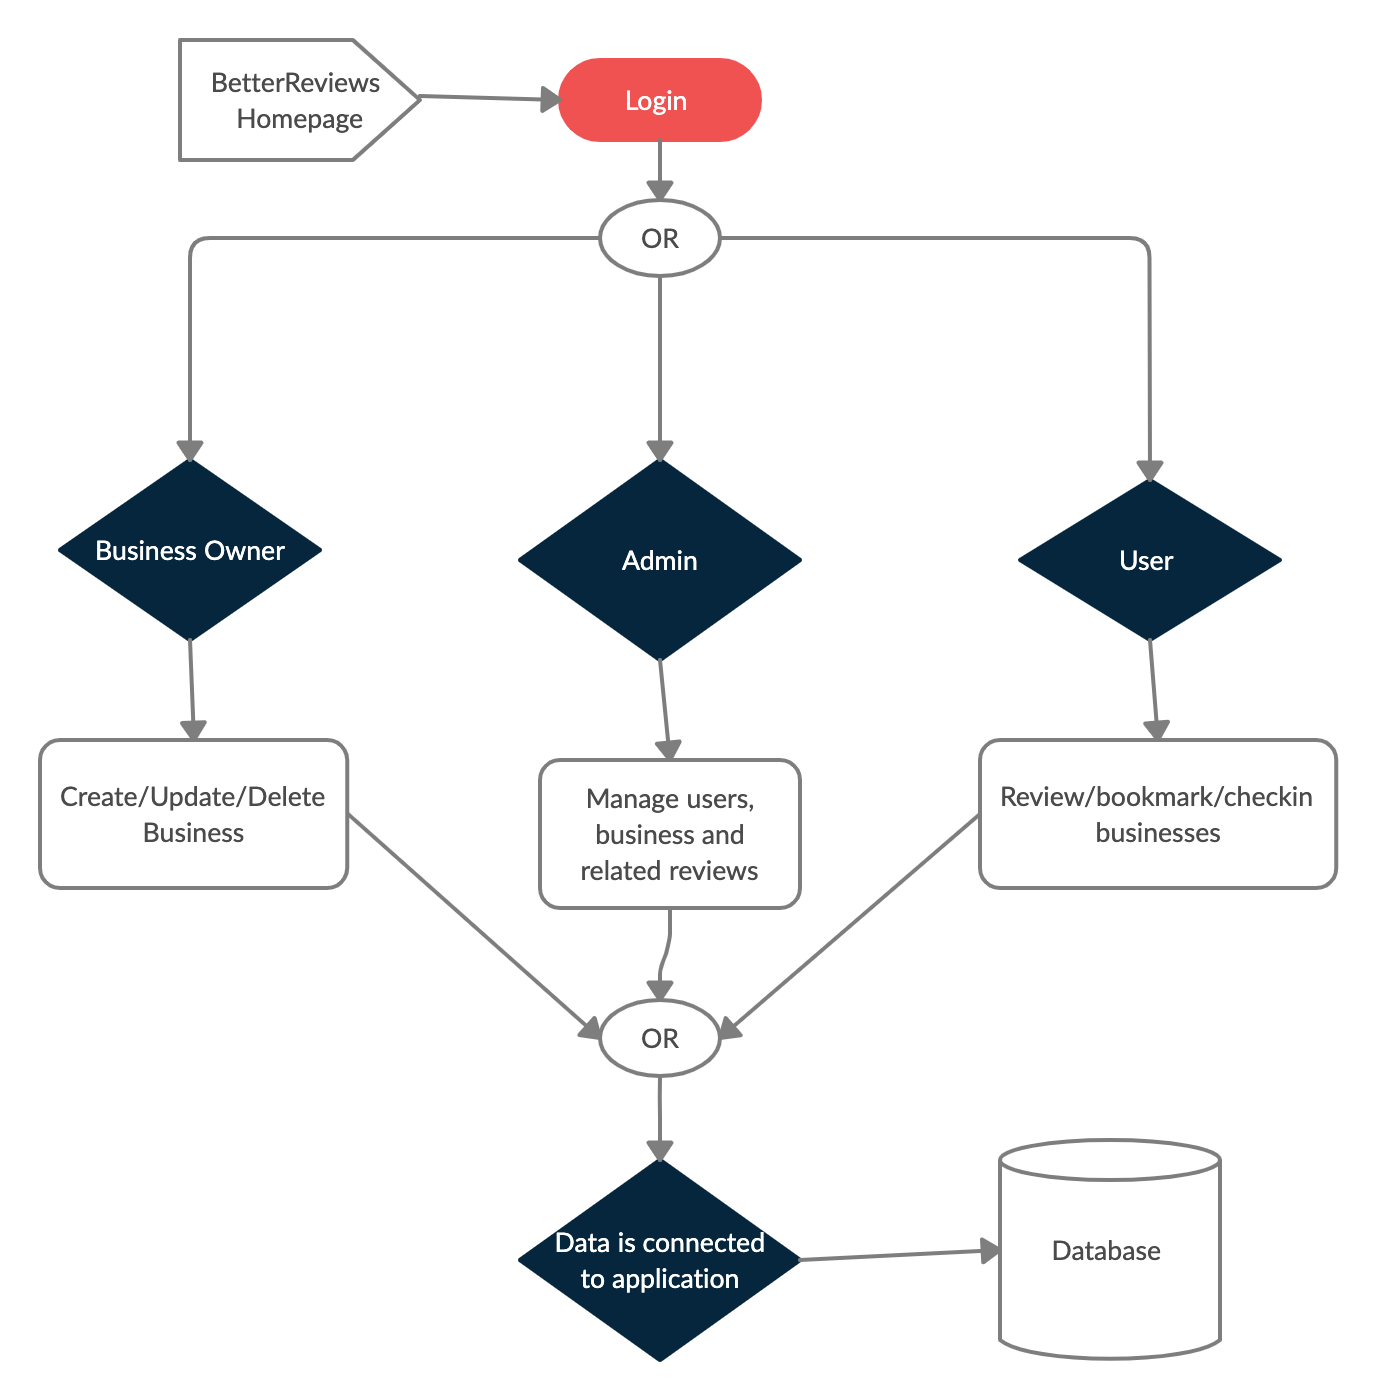 BetterReviews
Homepage
Login
OR
Business Owner
Admin
User
Create/Update/Delete
Business
Manage users,
business and
related reviews
Review/bookmark/checkin
businesses
OR
Data is connected
to application
Database